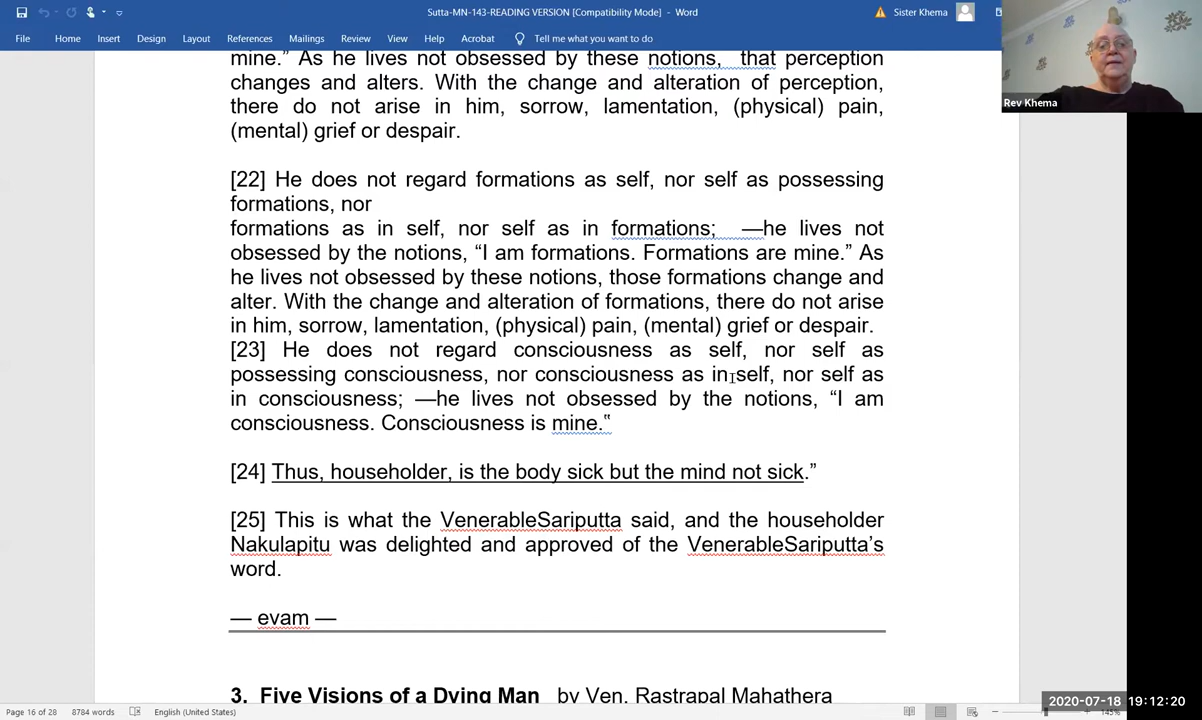 Sutta-MN-143-READING VERSION [Compatibility Mode] - Word
Sister Khema
File Home Insert Design Layout References Mailings Review View Help Acrobat Tell me what you want to do
Rev Khema
mine.” As he lives not obsessed by these notions, that perception
changes and alters. With the change and alteration of perception,
there do not arise in him, sorrow, lamentation, (physical) pain,
(mental) grief or despair.
[22] He does not regard formations as self, nor self as possessing
formations, nor
formations as in self, nor self as in formations; —he lives not
obsessed by the notions, “I am formations. Formations are mine.” As
he lives not obsessed by these notions, those formations change and
alter. With the change and alteration of formations, there do not arise
in him, sorrow, lamentation, (physical) pain, (mental) grief or despair.
[23] He does not regard consciousness as self, nor self as
possessing consciousness, nor consciousness as in self, nor self as
in consciousness; —he lives not obsessed by the notions, “I am
consciousness. Consciousness is mine.‟
[24] Thus, householder, is the body sick but the mind not sick.”
[25] This is what the VenerableSariputta said, and the householder
Nakulapitu was delighted and approved of the VenerableSariputta’s
word.
— evam —
3. Five Visions of a Dying Man by Ven. Rastrapal Mahathera
Page 16 of 28 8784 words English (United States) 145%
2020-07-18 19:12:20